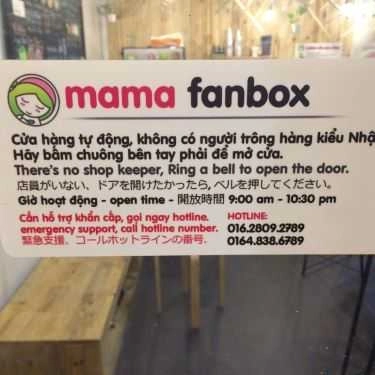 mama fanbox
Cửa hàng tự động, không có người trông hàng kiểu Nhậ
Hãy bấm chuông bên tay phải để mở cửa.
There's no shop keeper, Ring a bell to open the door.
店員がいない、ドアを開けたかったら, ベルを押してください。
Giờ hoạt động - open time - 開放時間 9:00 am - 10:30 pm
Cần hỗ trợ khẩn cấp, gọi ngay hotline. HOTLINE:
emergency support, call hotline number. 016.2809.2789
緊急支援、コールホットラインの番号. 0164.838.6789